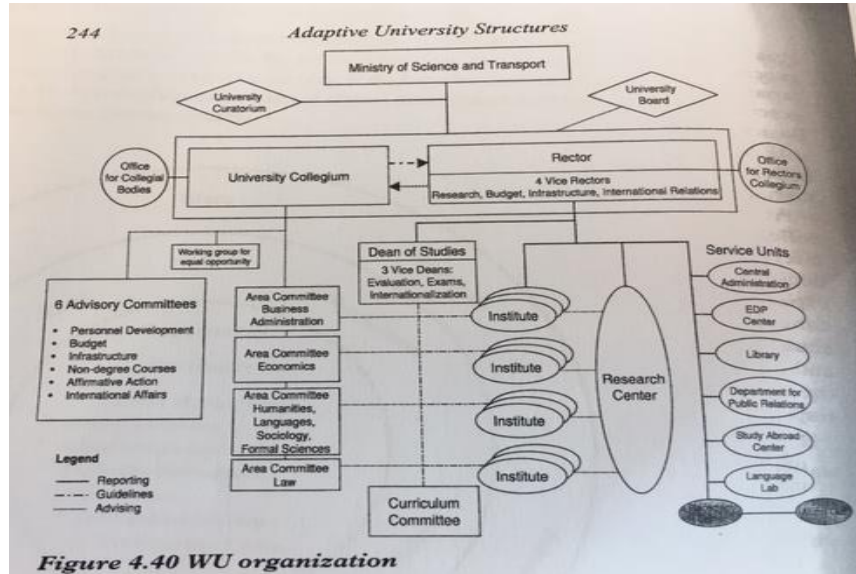 244
Adaptive University Structures
Ministry of Science and Transport
University
Curatorium
University
Board
Office
for Collegial
Bodies
University Collegium
Rector
4 Vice Rectors
Research, Budget, Infrastructure, International Relations
Office
for Rectors
Collegium
Working group for
equal opportunity
Dean of Studies
3 Vice Deans:
Evaluation, Exams,
Internationalization
Service Units
6 Advisory Committees
• Personnel Development
• Budget
• Infrastructure
• Non-degree Courses
• Affirmative Action
• International Affairs
Area Committee
Business
Administration
Area Committee
Economics
Area Committee
Humanities,
Languages,
Sociology,
Formal Sciences
Area Committee
Law
Institute
Institute
Institute
Institute
Research
Center
Central
Administration
EDP
Center
Library
Department for
Public Relations
Study Abroad
Center
Language
Lab
Curriculum
Committee
Legend
Reporting
Guidelines
Advising
Figure 4.40 WU organization